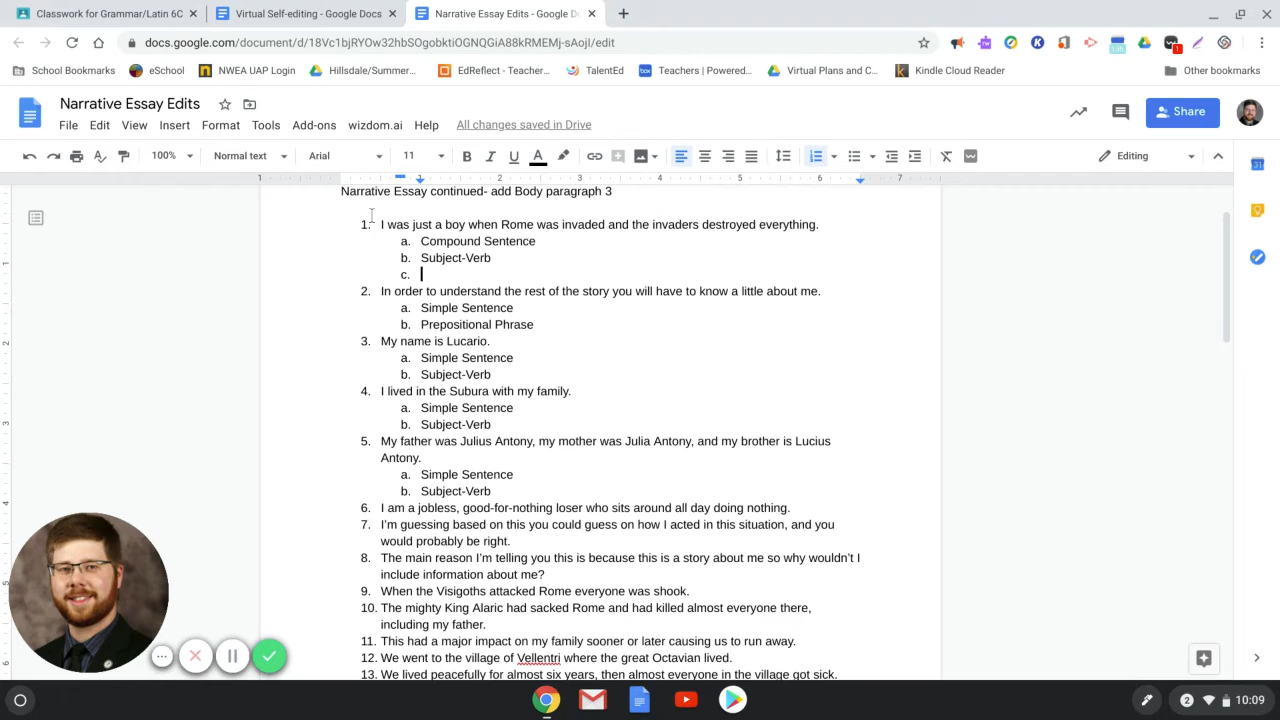 Classwork for Grammar/Latin 6C
Virtual Self-editing - Google Docs
Narrative Essay Edits - Google D
docs.google.com/document/d/18Vc1bjRYOw32hbSOgobktiOGNQGiA88kRMEMj-sAojI/edit
School Bookmarks
eSchool
NWEA UAP Login
Hillsdale/Summer...
EdReflect - Teacher...
TalentEd
box
Teachers | Powered...
Virtual Plans and C...
Kindle Cloud Reader
Other bookmarks
Narrative Essay Edits
File Edit View Insert Format Tools Add-ons wizdom.ai Help All changes saved in Drive
Share
100% Normal text Arial 11 B I U A Editing
1 1 2 3 4 5 6 7
Narrative Essay continued- add Body paragraph 3
1. I was just a boy when Rome was invaded and the invaders destroyed everything.
a. Compound Sentence
b. Subject-Verb
c.
2. In order to understand the rest of the story you will have to know a little about me.
a. Simple Sentence
b. Prepositional Phrase
3. My name is Lucario.
a. Simple Sentence
b. Subject-Verb
4. I lived in the Subura with my family.
a. Simple Sentence
b. Subject-Verb
5. My father was Julius Antony, my mother was Julia Antony, and my brother is Lucius
Antony.
a. Simple Sentence
b. Subject-Verb
6. I am a jobless, good-for-nothing loser who sits around all day doing nothing.
7. I'm guessing based on this you could guess on how I acted in this situation, and you
would probably be right.
8. The main reason I'm telling you this is because this is a story about me so why wouldn't I
include information about me?
9. When the Visigoths attacked Rome everyone was shook.
10. The mighty King Alaric had sacked Rome and had killed almost everyone there,
including my father.
11. This had a major impact on my family sooner or later causing us to run away.
12. We went to the village of Vellentri where the great Octavian lived.
13. We lived peacefully for almost six years, then almost everyone in the village got sick.
2 10:09